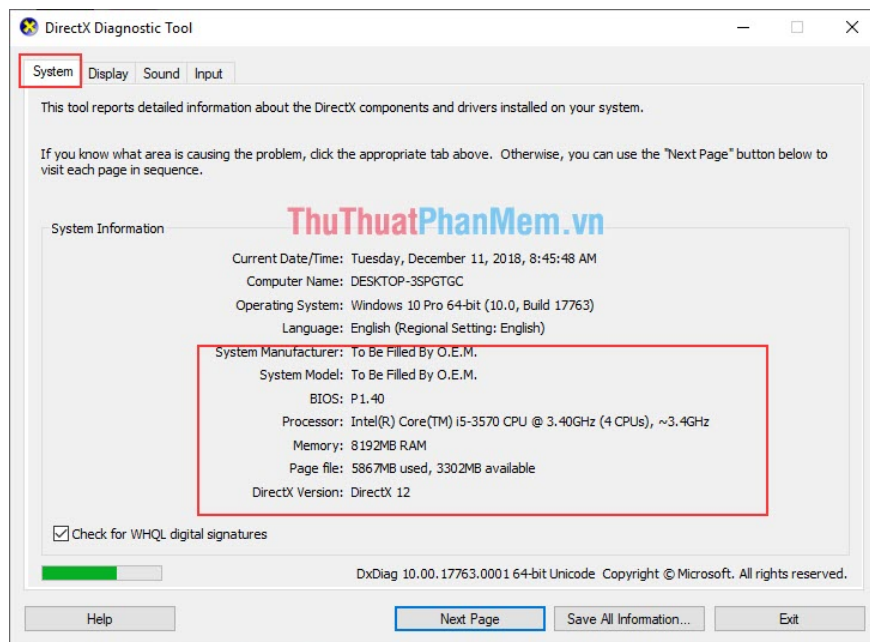 DirectX Diagnostic Tool
System Display Sound Input
This tool reports detailed information about the DirectX components and drivers installed on your system.
If you know what area is causing the problem, click the appropriate tab above. Otherwise, you can use the "Next Page" button below to
visit each page in sequence.
ThuThuatPhanMem.vn
System Information
Current Date/Time: Tuesday, December 11, 2018, 8:45:48 AM
Computer Name: DESKTOP-3SPGTGC
Operating System: Windows 10 Pro 64-bit (10.0, Build 17763)
Language: English (Regional Setting: English)
System Manufacturer: To Be Filled By O.E.M.
System Model: To Be Filled By O.E.M.
BIOS: P1.40
Processor: Intel(R) Core(TM) i5-3570 CPU @ 3.40GHz (4 CPUs), ~3.4GHz
Memory: 8192MB RAM
Page file: 5867MB used, 3302MB available
DirectX Version: DirectX 12
Check for WHQL digital signatures
DxDiag 10.00.17763.0001 64-bit Unicode Copyright © Microsoft. All rights reserved.
Help Next Page Save All Information... Exit